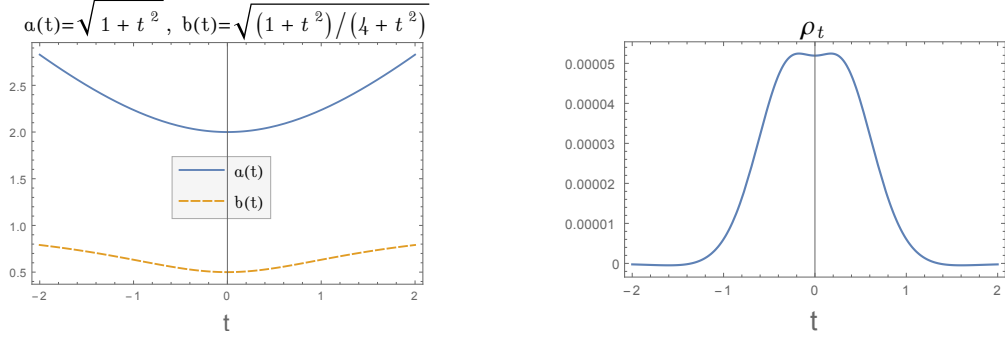 a(t)=√1 + t², b(t)=√(1 + t²)/(4 + t²)
2.5
2.0
1.5
1.0
0.5
a(t)
b(t)
−2 −1 0 1 2
t
ρt
0.00005
0.00004
0.00003
0.00002
0.00001
0
−2 −1 0 1 2
t